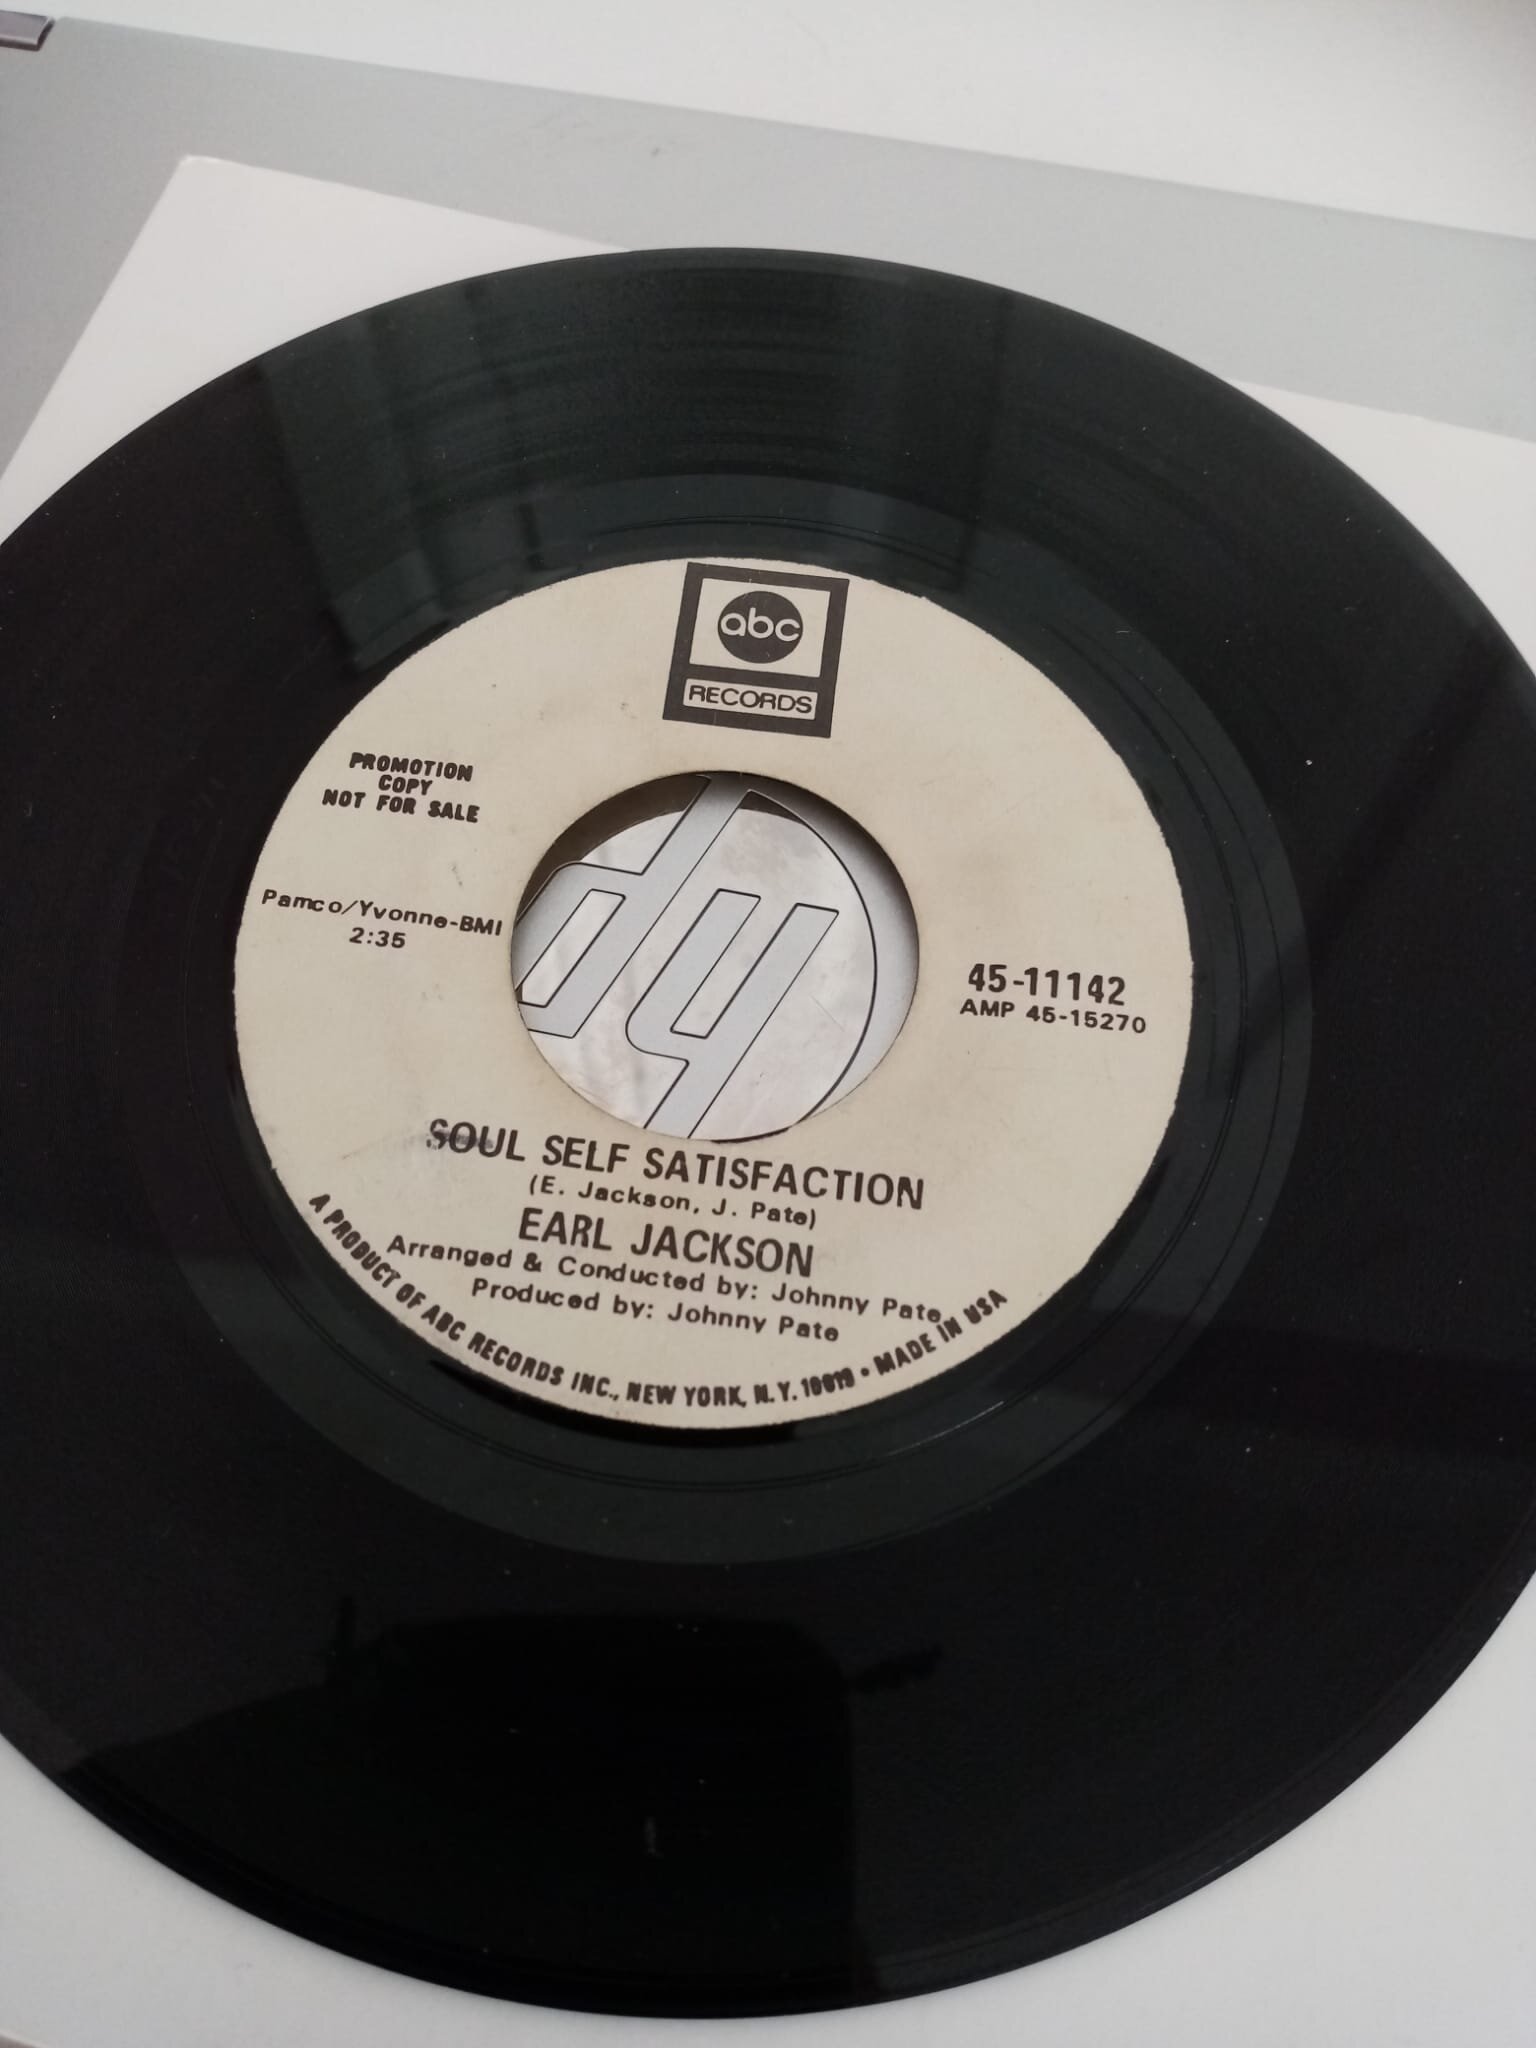 abc
RECORDS
PROMOTION
COPY
NOT FOR SALE
Pamco/Yvonne-BMI
2:35
hp
45-11142
AMP 45-15270
SOUL SELF SATISFACTION
(E. Jackson, J. Pate)
EARL JACKSON
Arranged & Conducted by: Johnny Pate
Produced by: Johnny Pate
A PRODUCT OF ABC RECORDS INC., NEW YORK, N.Y. 10019 • MADE IN USA